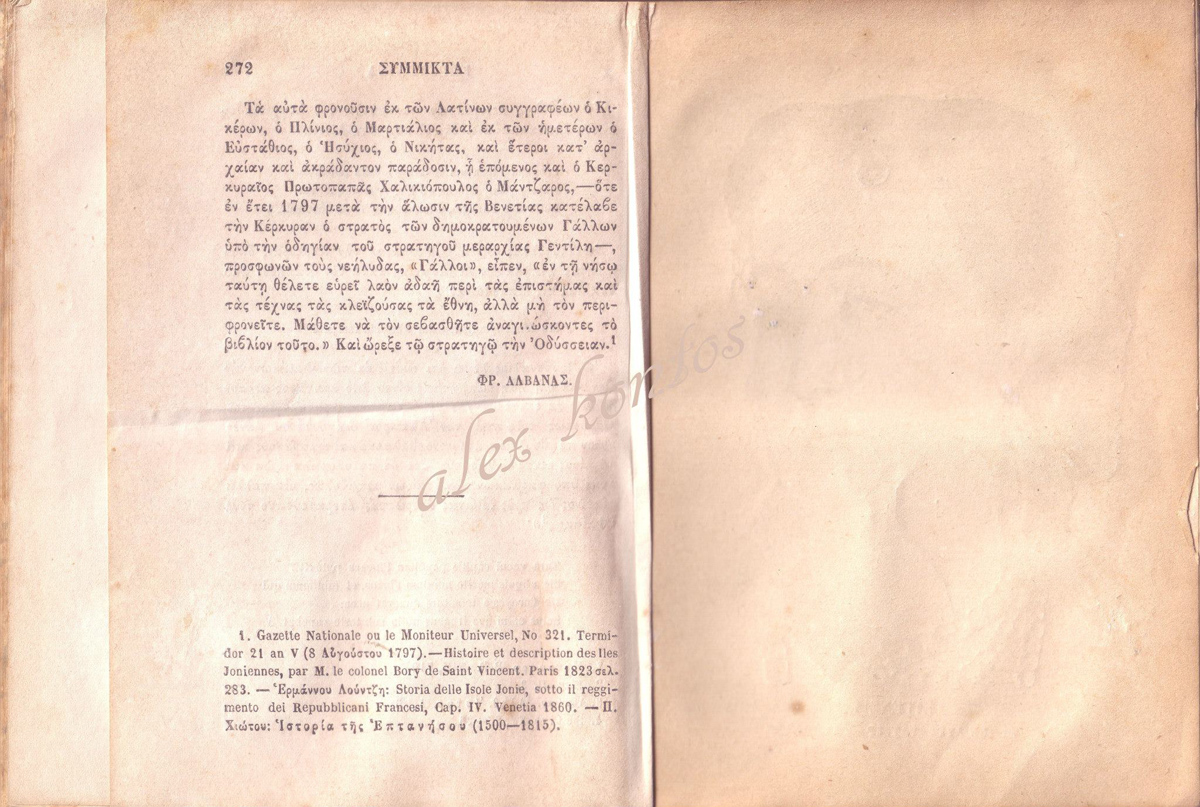 272 ΣΥΜΜΙΚΤΑ
Τὰ αὐτὰ φρονοῦσιν ἐκ τῶν Λατίνων συγγραφέων ὁ Κι-
κέρων, ὁ Πλίνιος, ὁ Μαρτιάλιος καὶ ἐκ τῶν ἡμετέρων ὁ
Εὐστάθιος, ὁ Ἡσύχιος, ὁ Νικήτας, καὶ ἕτεροι κατ’ ἀρ-
χαίαν καὶ ἀκράδαντον παράδοσιν, ᾗ ἑπόμενος καὶ ὁ Κερ-
κυραῖος Πρωτοπαπᾶς Χαλικιόπουλος ὁ Μάντζαρος,—ὅτε
ἐν ἔτει 1797 μετὰ τὴν ἅλωσιν τῆς Βενετίας κατέλαβε
τὴν Κέρκυραν ὁ στρατὸς τῶν δημοκρατουμένων Γάλλων
ὑπὸ τὴν ὁδηγίαν τοῦ στρατηγοῦ μεραρχίας Γεντίλη—,
προσφωνῶν τοὺς νεήλυδας, «Γάλλοι», εἶπεν, «ἐν τῇ νήσῳ
ταύτῃ θέλετε εὑρεῖ λαὸν ἀδαῆ περὶ τὰς ἐπιστήμας καὶ
τὰς τέχνας τὰς κλεϊζούσας τὰ ἔθνη, ἀλλὰ μὴ τὸν περι-
φρονεῖτε. Μάθετε νὰ τὸν σεβασθῆτε ἀναγι.ώσκοντες τὸ
βιβλίον τοῦτο.» Καὶ ὤρεξε τῷ στρατηγῷ τὴν Ὀδύσσειαν.¹
ΦΡ. ΑΛΒΑΝΑΣ.
alex kontos
1. Gazette Nationale ou le Moniteur Universel, No 321. Termi-
dor 21 an V (8 Αὐγούστου 1797).—Histoire et description des Iles
Joniennes, par M. le colonel Bory de Saint Vincent. Paris 1823 σελ.
283. — Ἑρμάννου Λούντζη: Storia delle Isole Jonie, sotto il reggi-
mento dei Repubblicani Francesi, Cap. IV. Venetia 1860. — Π.
Χιώτου: Ἱστορία τῆς Ἑπτανήσου (1500—1815).